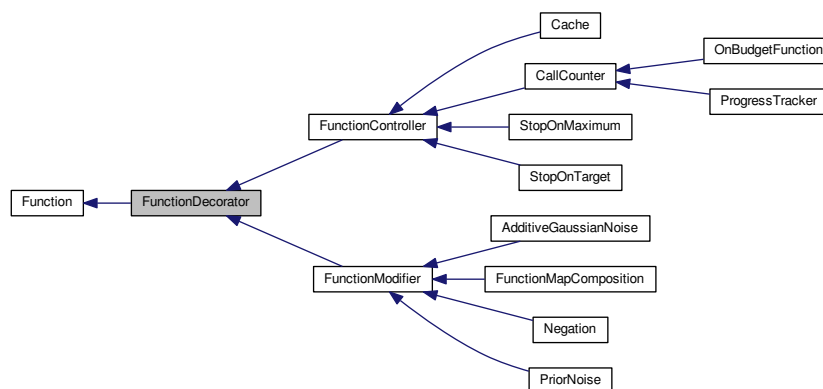 Cache
OnBudgetFunction
CallCounter
ProgressTracker
FunctionController
StopOnMaximum
StopOnTarget
Function
FunctionDecorator
AdditiveGaussianNoise
FunctionModifier
FunctionMapComposition
Negation
PriorNoise